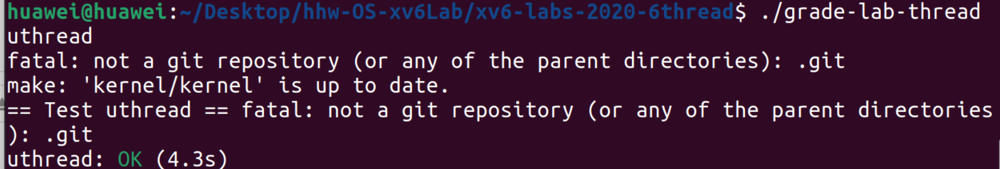 huawei@huawei:~/Desktop/hhw-OS-xv6Lab/xv6-labs-2020-6thread$ ./grade-lab-thread
uthread
fatal: not a git repository (or any of the parent directories): .git
make: 'kernel/kernel' is up to date.
== Test uthread == fatal: not a git repository (or any of the parent directories
): .git
uthread: OK (4.3s)